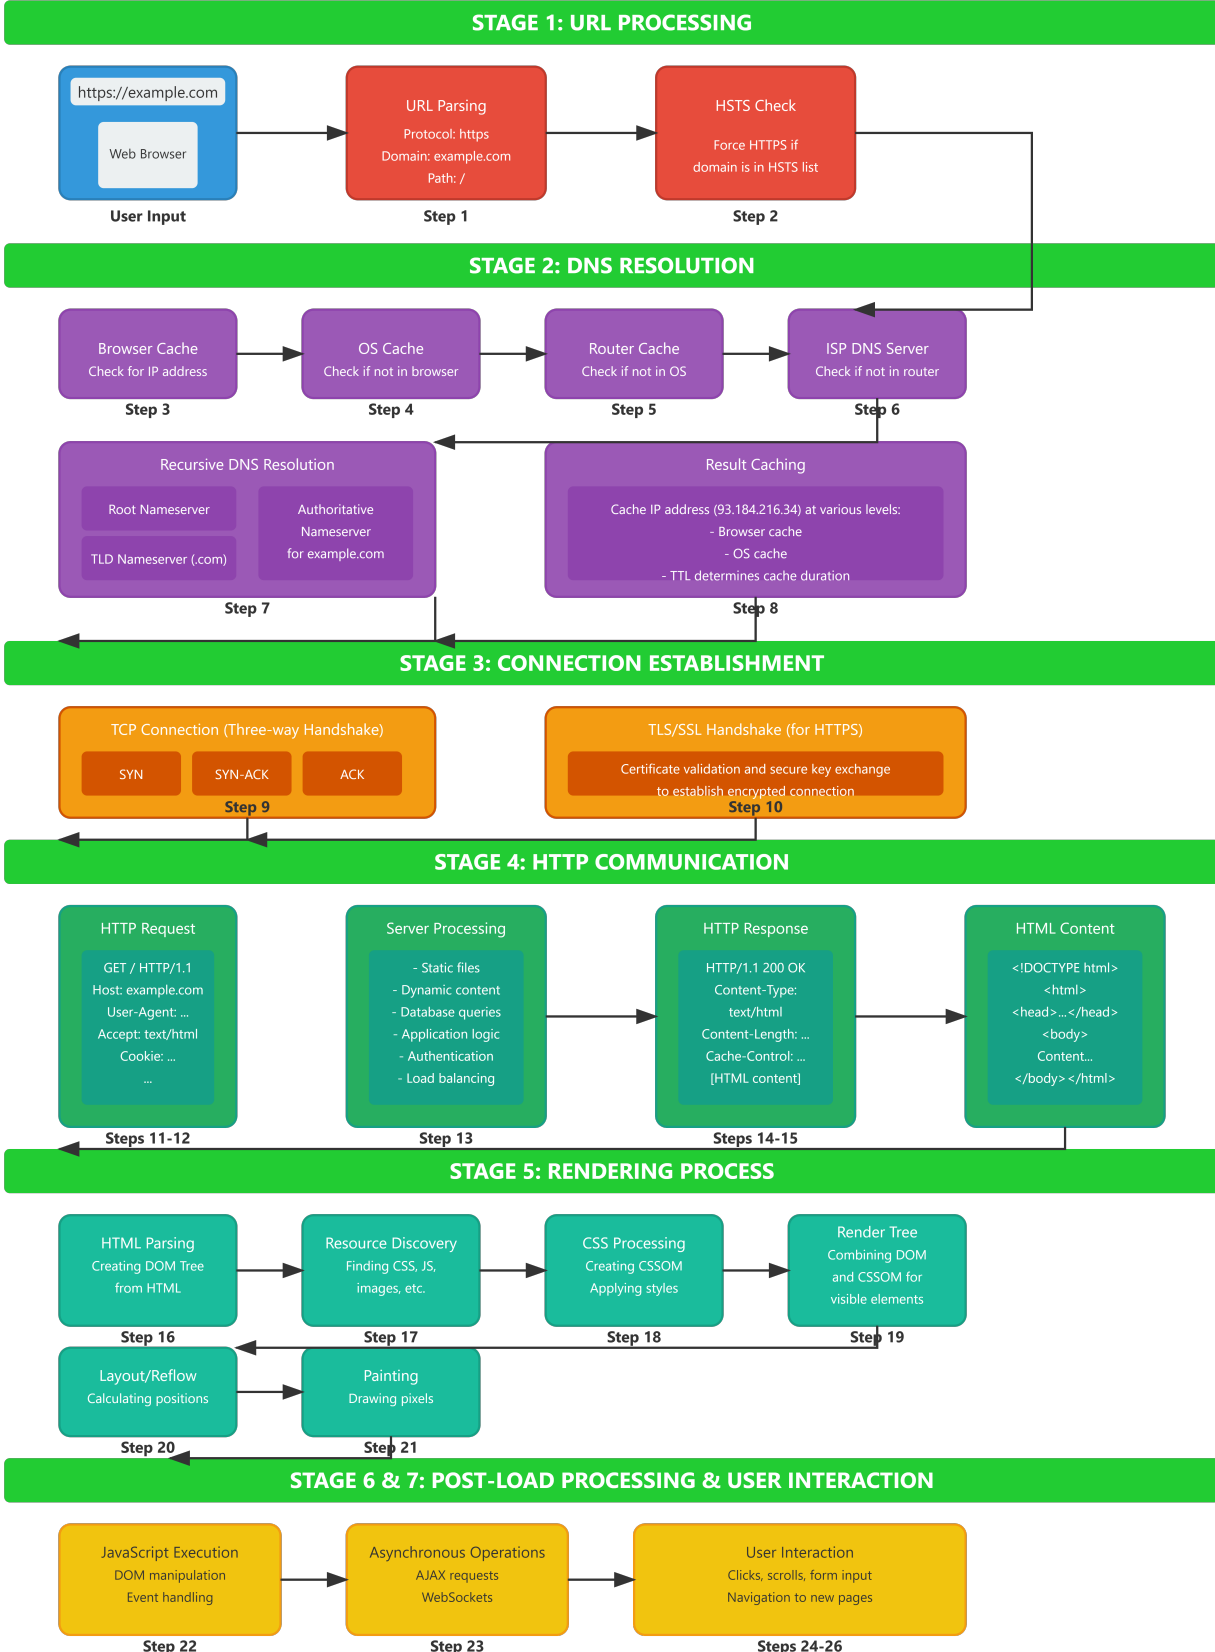 STAGE 1: URL PROCESSING
https://example.com
Web Browser
User Input
URL Parsing
Protocol: https
Domain: example.com
Path: /
Step 1
HSTS Check
Force HTTPS if
domain is in HSTS list
Step 2
STAGE 2: DNS RESOLUTION
Browser Cache
Check for IP address
Step 3
OS Cache
Check if not in browser
Step 4
Router Cache
Check if not in OS
Step 5
ISP DNS Server
Check if not in router
Step 6
Recursive DNS Resolution
Root Nameserver
TLD Nameserver (.com)
Authoritative
Nameserver
for example.com
Step 7
Result Caching
Cache IP address (93.184.216.34) at various levels:
- Browser cache
- OS cache
- TTL determines cache duration
Step 8
STAGE 3: CONNECTION ESTABLISHMENT
TCP Connection (Three-way Handshake)
SYN
SYN-ACK
ACK
Step 9
TLS/SSL Handshake (for HTTPS)
Certificate validation and secure key exchange
to establish encrypted connection
Step 10
STAGE 4: HTTP COMMUNICATION
HTTP Request
GET / HTTP/1.1
Host: example.com
User-Agent: ...
Accept: text/html
Cookie: ...
...
Steps 11-12
Server Processing
- Static files
- Dynamic content
- Database queries
- Application logic
- Authentication
- Load balancing
Step 13
HTTP Response
HTTP/1.1 200 OK
Content-Type:
text/html
Content-Length: ...
Cache-Control: ...
[HTML content]
Steps 14-15
HTML Content
<!DOCTYPE html>
<html>
<head>...</head>
<body>
Content...
</body></html>
STAGE 5: RENDERING PROCESS
HTML Parsing
Creating DOM Tree
from HTML
Step 16
Resource Discovery
Finding CSS, JS,
images, etc.
Step 17
CSS Processing
Creating CSSOM
Applying styles
Step 18
Render Tree
Combining DOM
and CSSOM for
visible elements
Step 19
Layout/Reflow
Calculating positions
Step 20
Painting
Drawing pixels
Step 21
STAGE 6 & 7: POST-LOAD PROCESSING & USER INTERACTION
JavaScript Execution
DOM manipulation
Event handling
Step 22
Asynchronous Operations
AJAX requests
WebSockets
Step 23
User Interaction
Clicks, scrolls, form input
Navigation to new pages
Steps 24-26